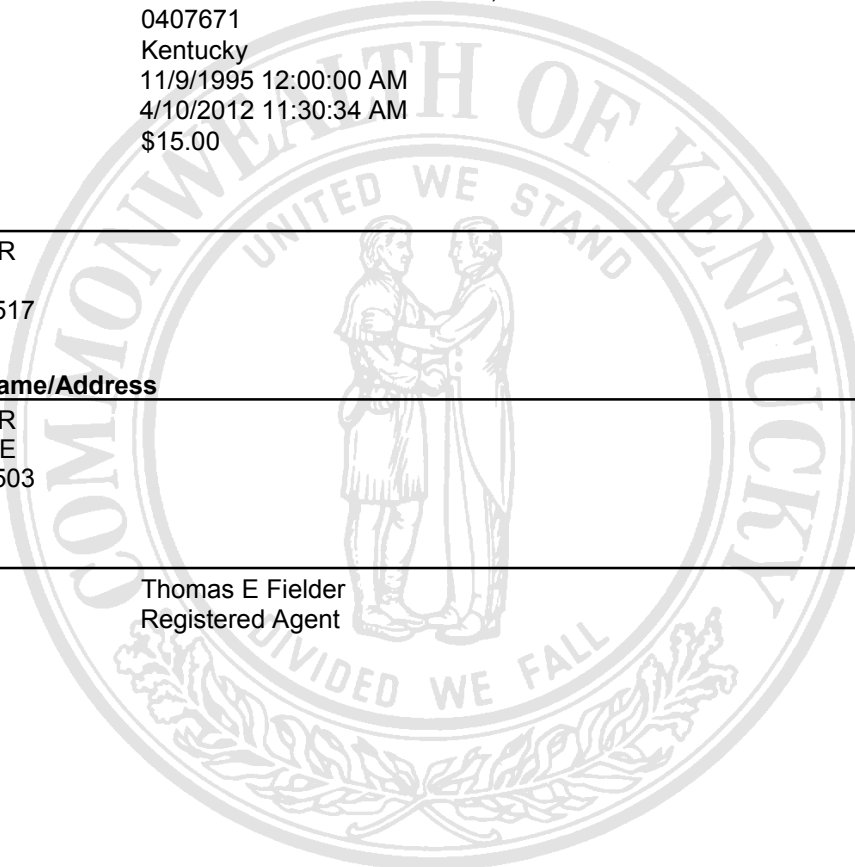 0407671
Kentucky
11/9/1995 12:00:00 AM
4/10/2012 11:30:34 AM
$15.00
COMMONWEALTH OF KENTUCKY
UNITED WE STAND
R
517
ame/Address
R
E
503
Thomas E Fielder
Registered Agent
DIVIDED WE FALL